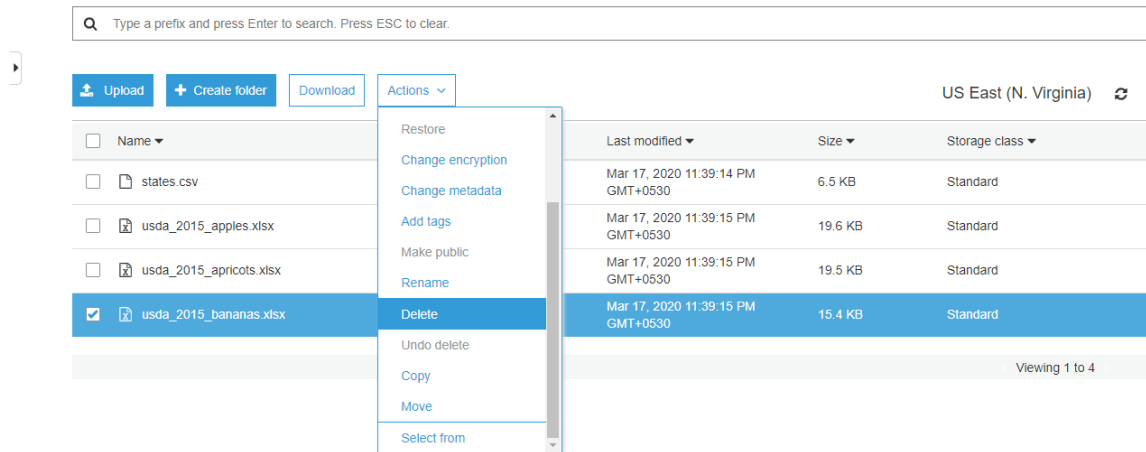 Type a prefix and press Enter to search. Press ESC to clear.
Upload Create folder Download Actions US East (N. Virginia)
Name Last modified Size Storage class
Restore
Change encryption
Change metadata
Add tags
Make public
Rename
Delete
Undo delete
Copy
Move
Select from
states.csv Mar 17, 2020 11:39:14 PM 6.5 KB Standard
GMT+0530
usda_2015_apples.xlsx Mar 17, 2020 11:39:15 PM 19.6 KB Standard
GMT+0530
usda_2015_apricots.xlsx Mar 17, 2020 11:39:15 PM 19.5 KB Standard
GMT+0530
usda_2015_bananas.xlsx Mar 17, 2020 11:39:15 PM 15.4 KB Standard
GMT+0530
Viewing 1 to 4